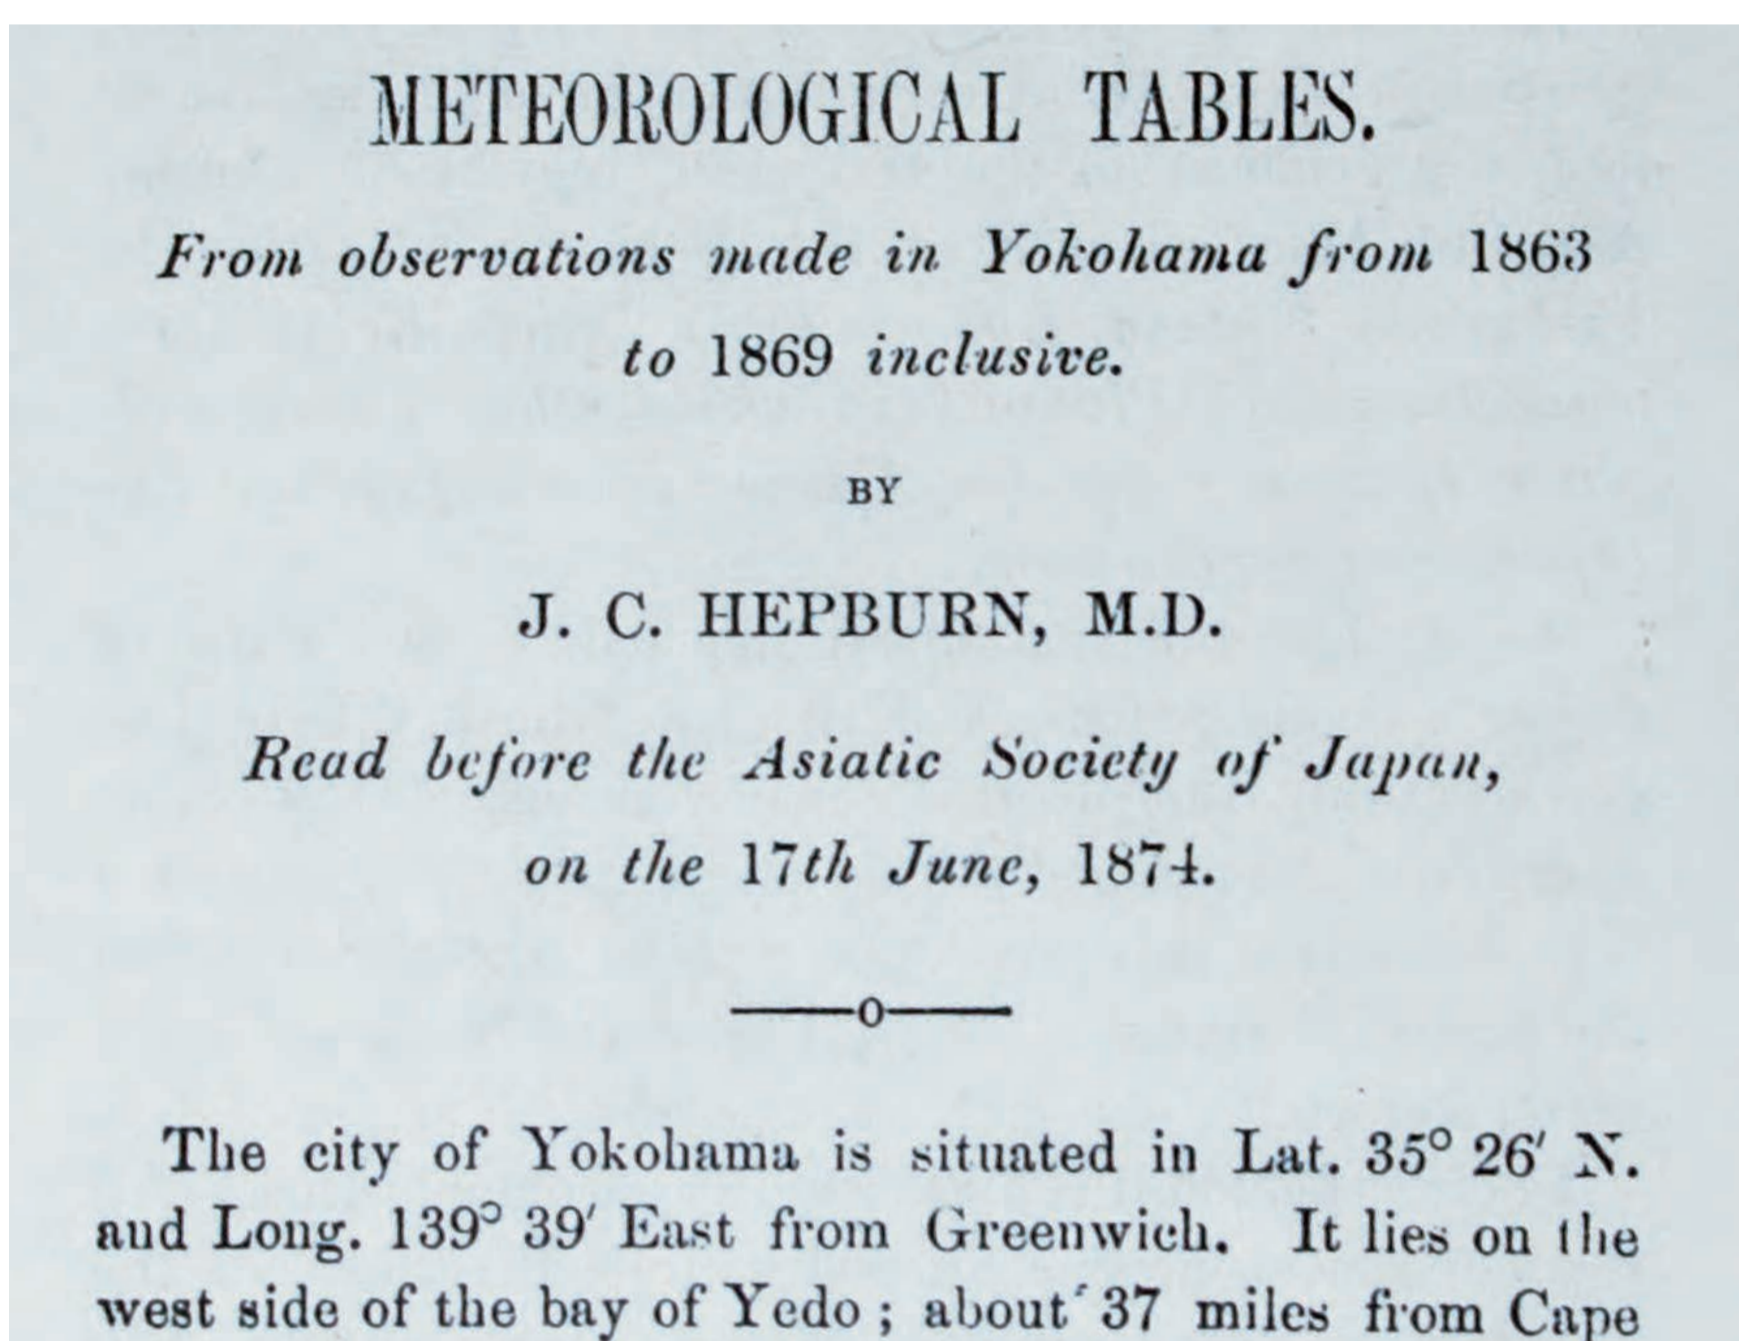 METEOROLOGICAL TABLES.
From observations made in Yokohama from 1863
to 1869 inclusive.
BY
J. C. HEPBURN, M.D.
Read before the Asiatic Society of Japan,
on the 17th June, 1874.
The city of Yokohama is situated in Lat. 35° 26′ N.
and Long. 139° 39′ East from Greenwich. It lies on the
west side of the bay of Yedo ; about 37 miles from Cape